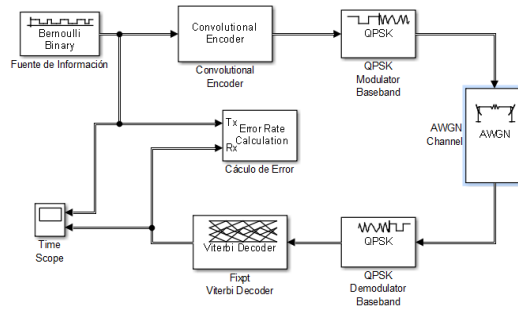 Bernoulli
Binary
Fuente de Información
Convolutional
Encoder
Convolutional
Encoder
QPSK
QPSK
Modulator
Baseband
AWGN
Channel
AWGN
Tx
Rx
Error Rate
Calculation
Cáculo de Error
Time
Scope
Viterbi Decoder
Fixpt
Viterbi Decoder
QPSK
QPSK
Demodulator
Baseband